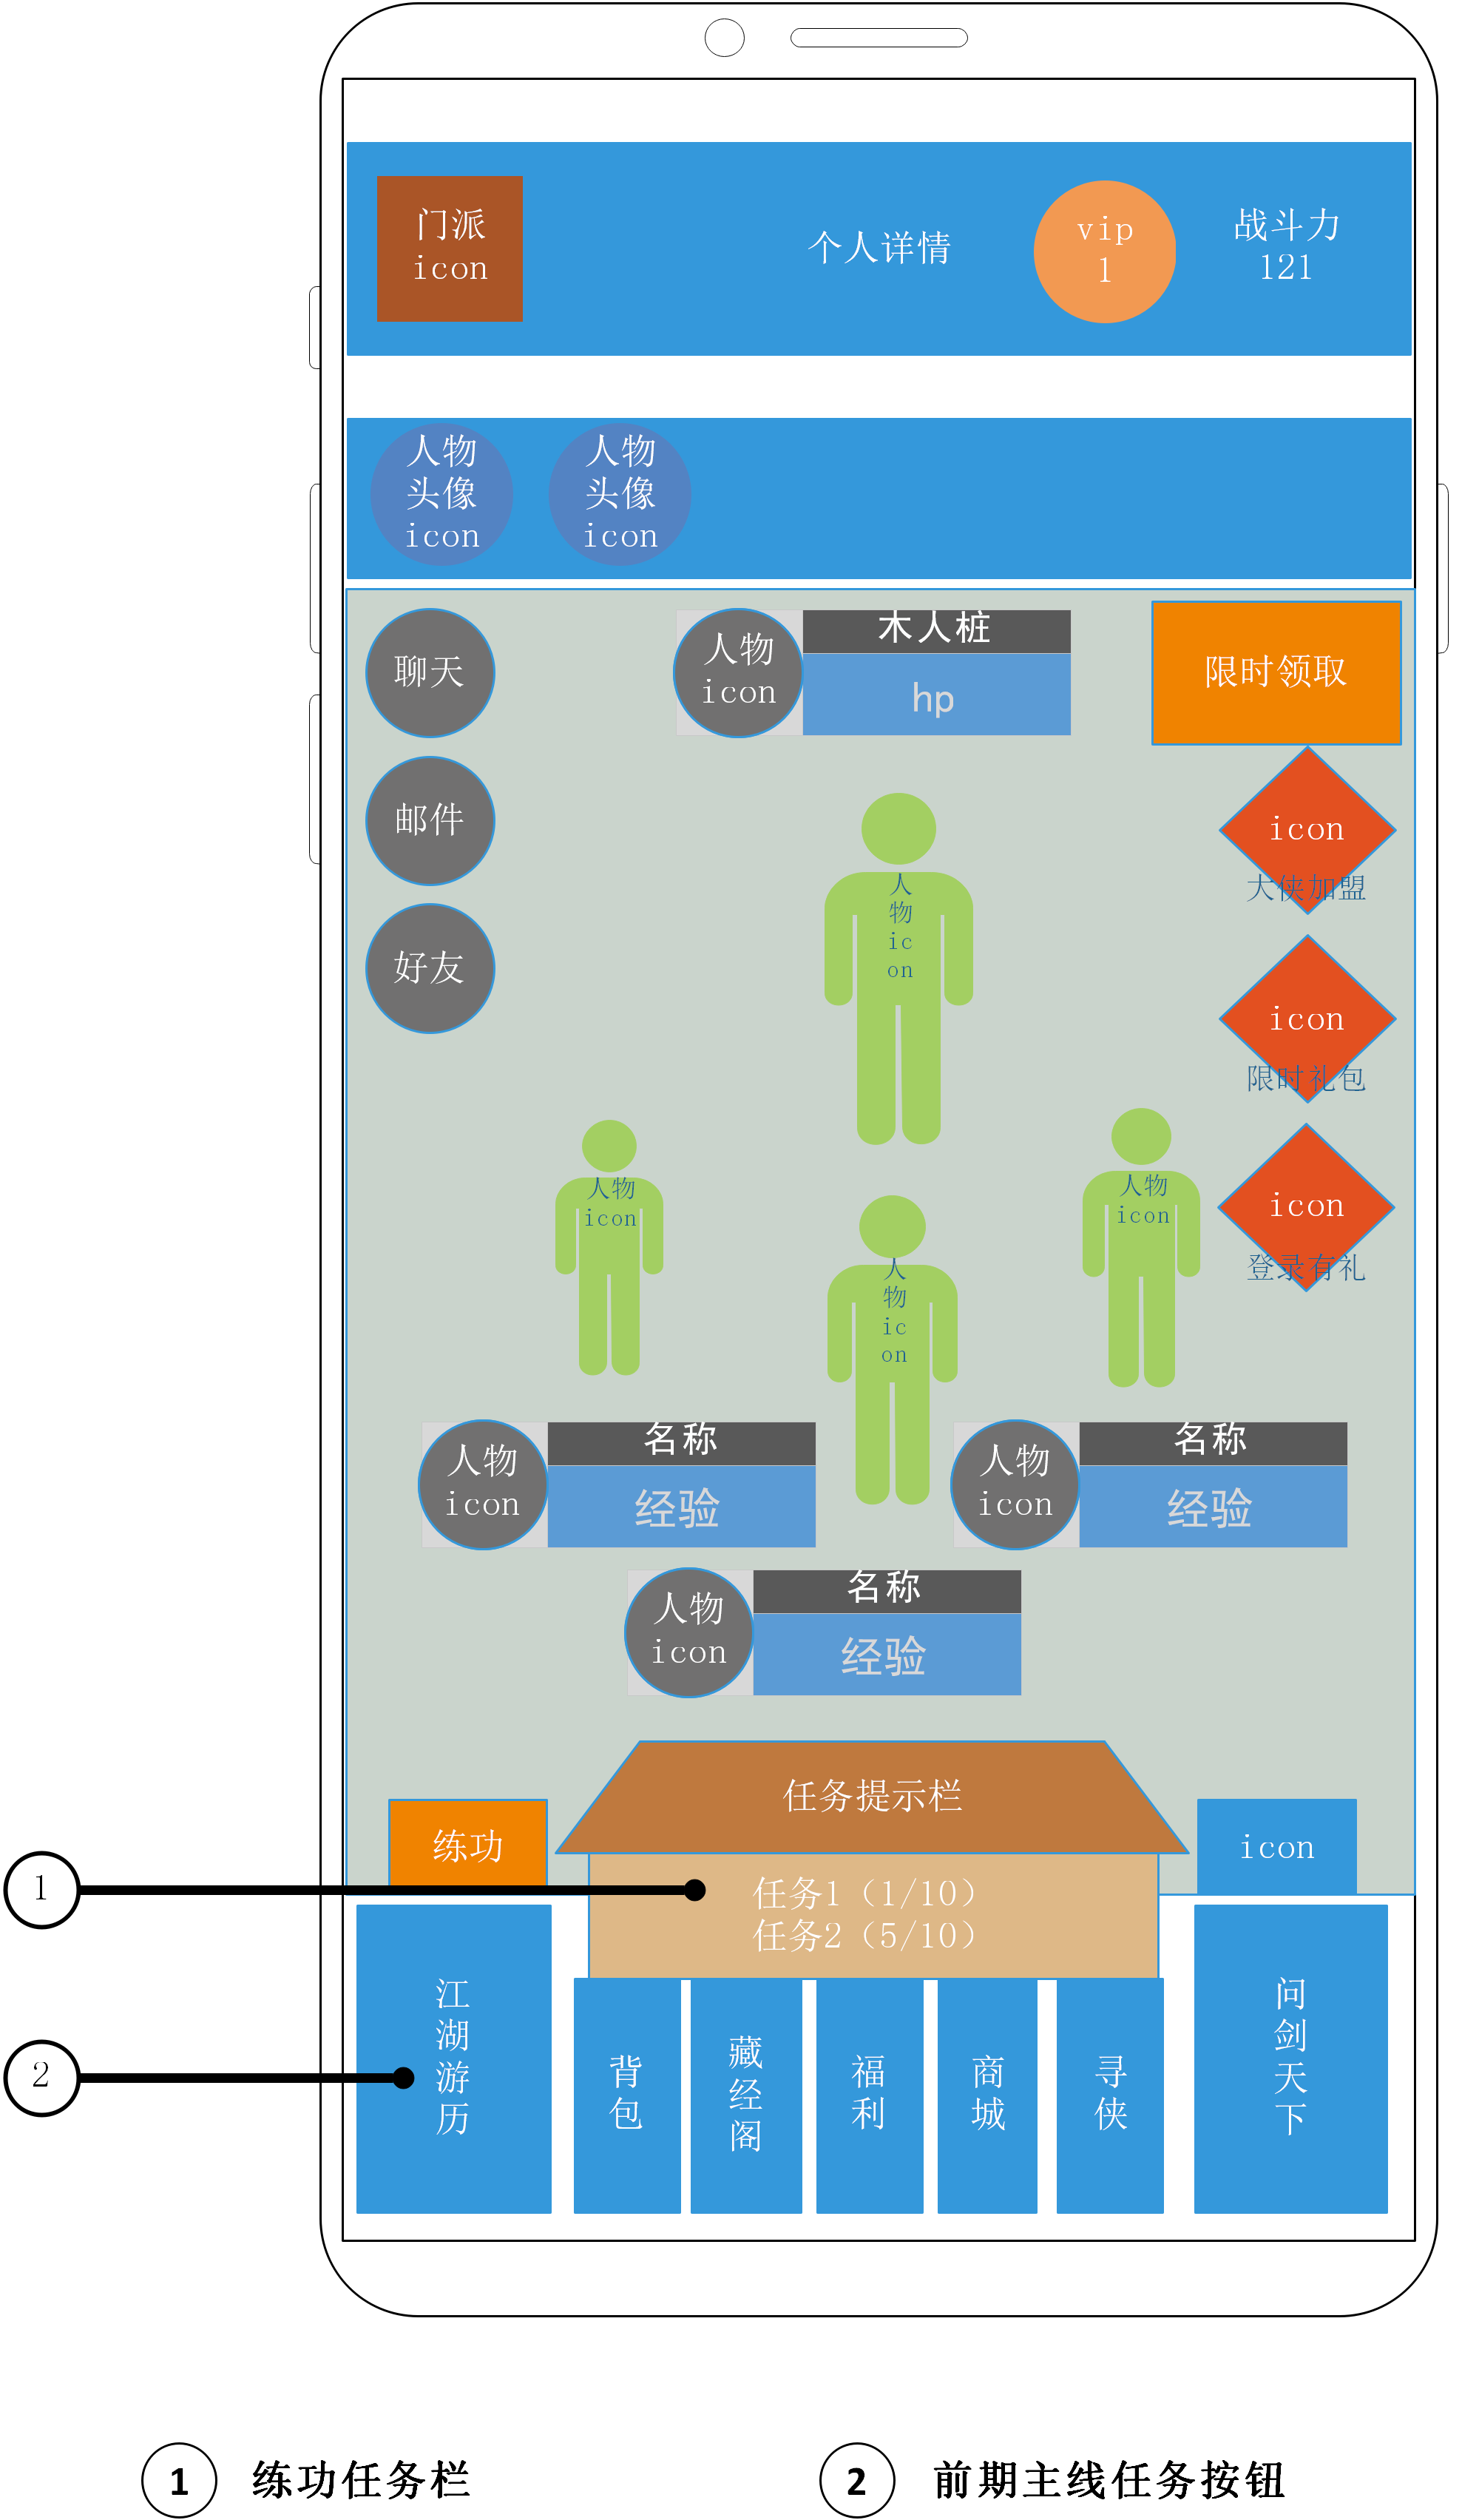 门派
icon
个人详情
vip
1
战斗力
121
人物
头像
icon
人物
头像
icon
聊天
人物
icon
木人桩
hp
限时领取
邮件
icon
大侠加盟
人
物
ic
on
好友
icon
限时礼包
人物
icon
人物
icon
icon
登录有礼
人
物
ic
on
人物
icon
名称
经验
人物
icon
名称
经验
人物
icon
名称
经验
任务提示栏
练功
icon
1
任务1（1/10）
任务2（5/10）
2
江
湖
游
历
背
包
藏
经
阁
福
利
商
城
寻
侠
问
剑
天
下
1 练功任务栏
2 前期主线任务按钮